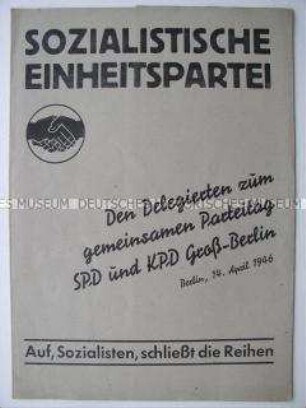 SOZIALISTISCHE
EINHEITSPARTEI
Den Delegierten zum
gemeinsamen Parteitag
SPD und KPD Groß-Berlin
Berlin, 14. April 1946
Auf, Sozialisten, schließt die Reihen